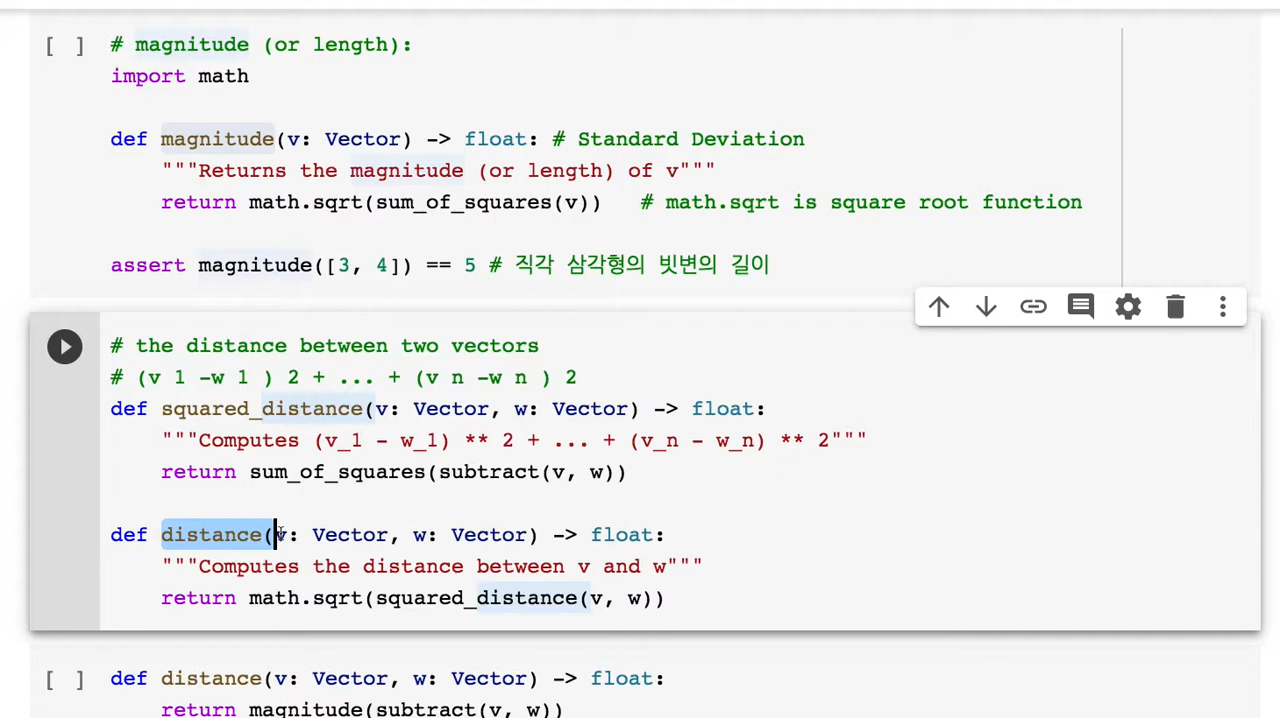 [ ] # magnitude (or length):
import math
def magnitude(v: Vector) -> float: # Standard Deviation
"""Returns the magnitude (or length) of v"""
return math.sqrt(sum_of_squares(v)) # math.sqrt is square root function
assert magnitude([3, 4]) == 5 # 직각 삼각형의 빗변의 길이
# the distance between two vectors
# (v 1 -w 1 ) 2 + ... + (v n -w n ) 2
def squared_distance(v: Vector, w: Vector) -> float:
"""Computes (v_1 - w_1) ** 2 + ... + (v_n - w_n) ** 2"""
return sum_of_squares(subtract(v, w))
def distance(v: Vector, w: Vector) -> float:
"""Computes the distance between v and w"""
return math.sqrt(squared_distance(v, w))
[ ] def distance(v: Vector, w: Vector) -> float:
return magnitude(subtract(v, w))